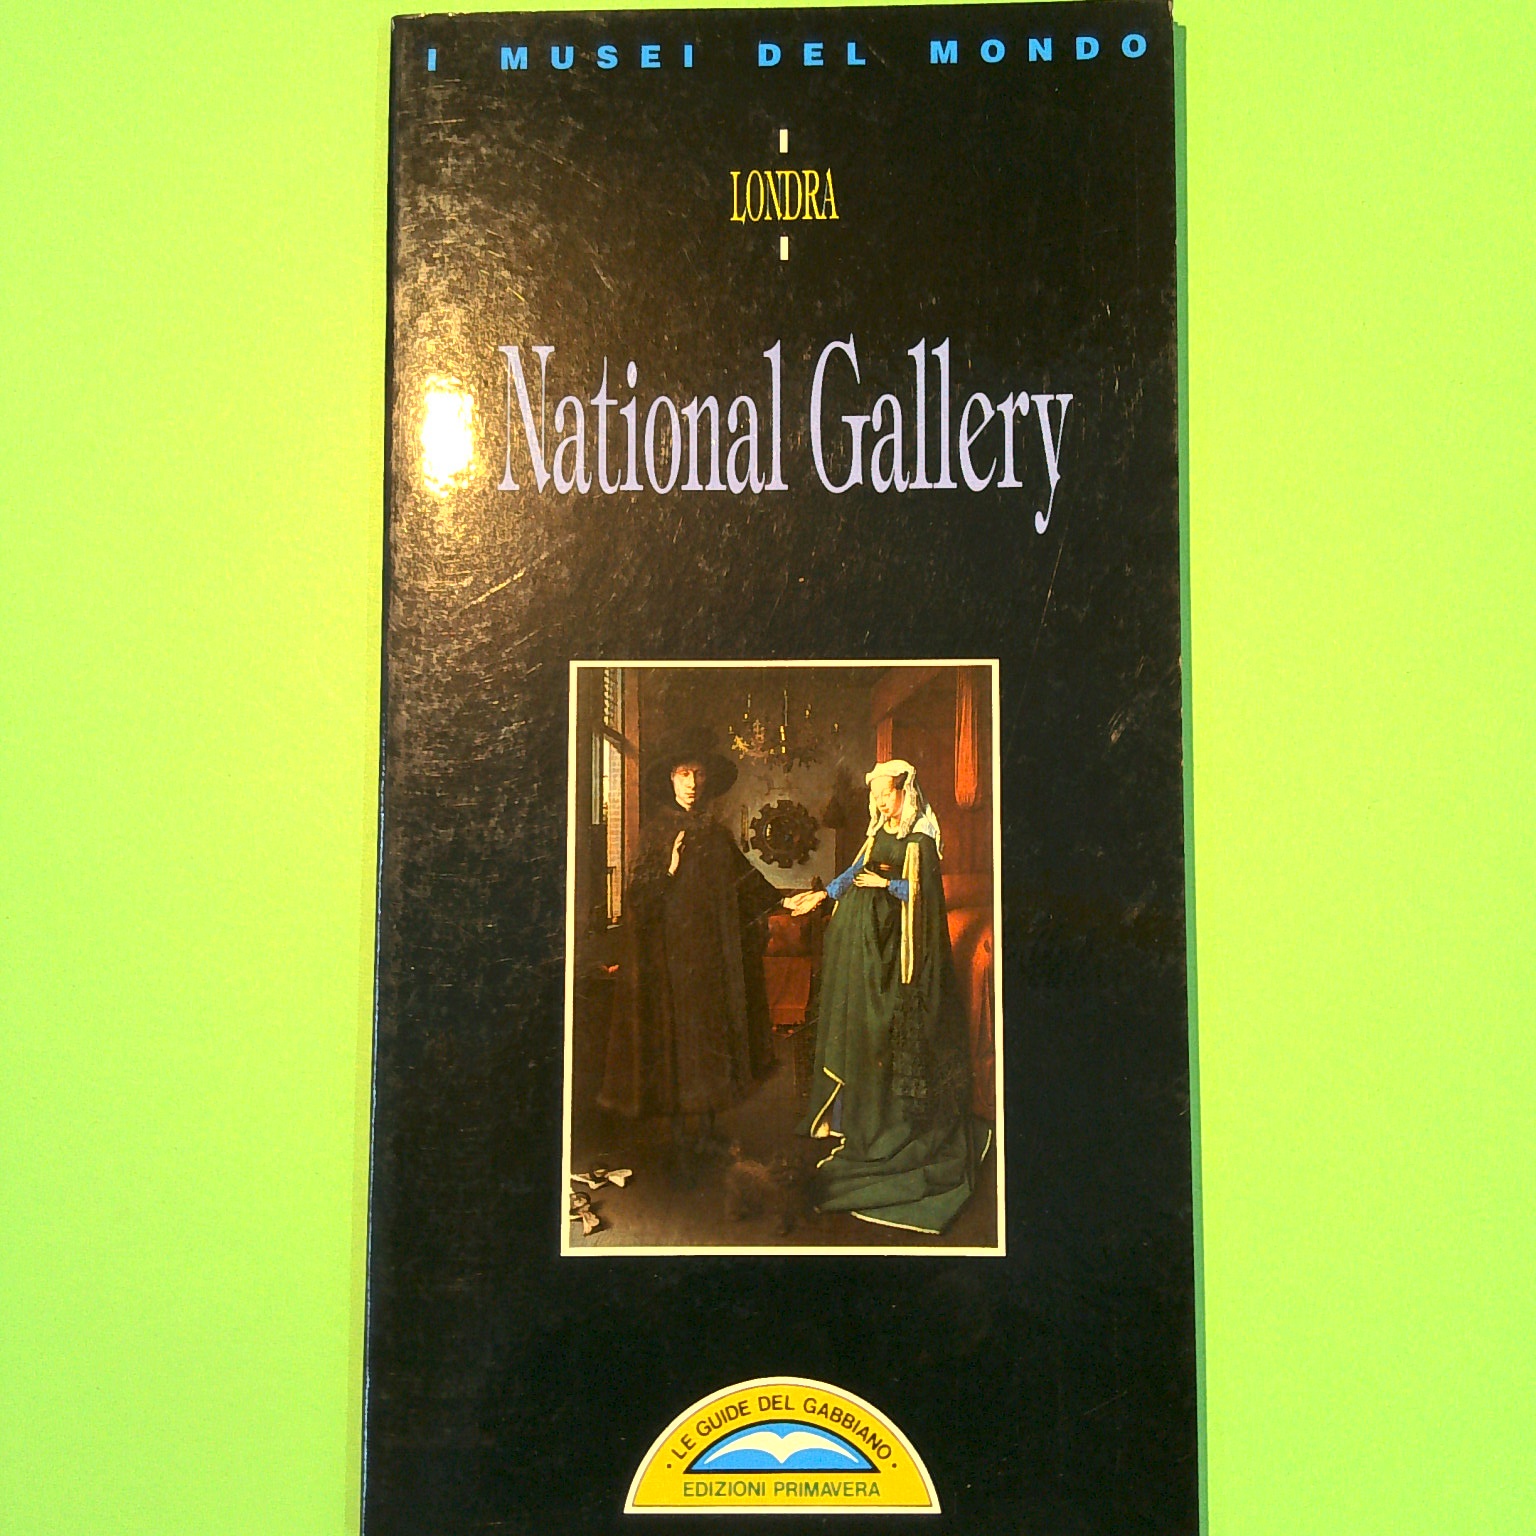 I MUSEI DEL MONDO
LONDRA
National Gallery
· LE GUIDE DEL GABBIANO ·
EDIZIONI PRIMAVERA